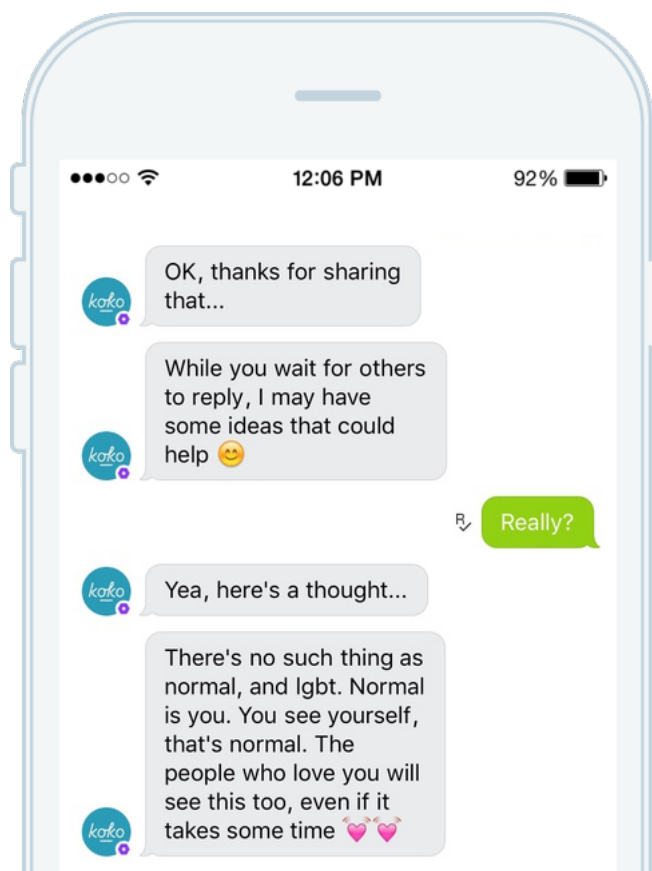 12:06 PM
92%
OK, thanks for sharing
that...
koko
While you wait for others
to reply, I may have
some ideas that could
help 😊
koko
R
Really?
koko
Yea, here's a thought...
There's no such thing as
normal, and lgbt. Normal
is you. You see yourself,
that's normal. The
people who love you will
see this too, even if it
takes some time 💓💓
koko